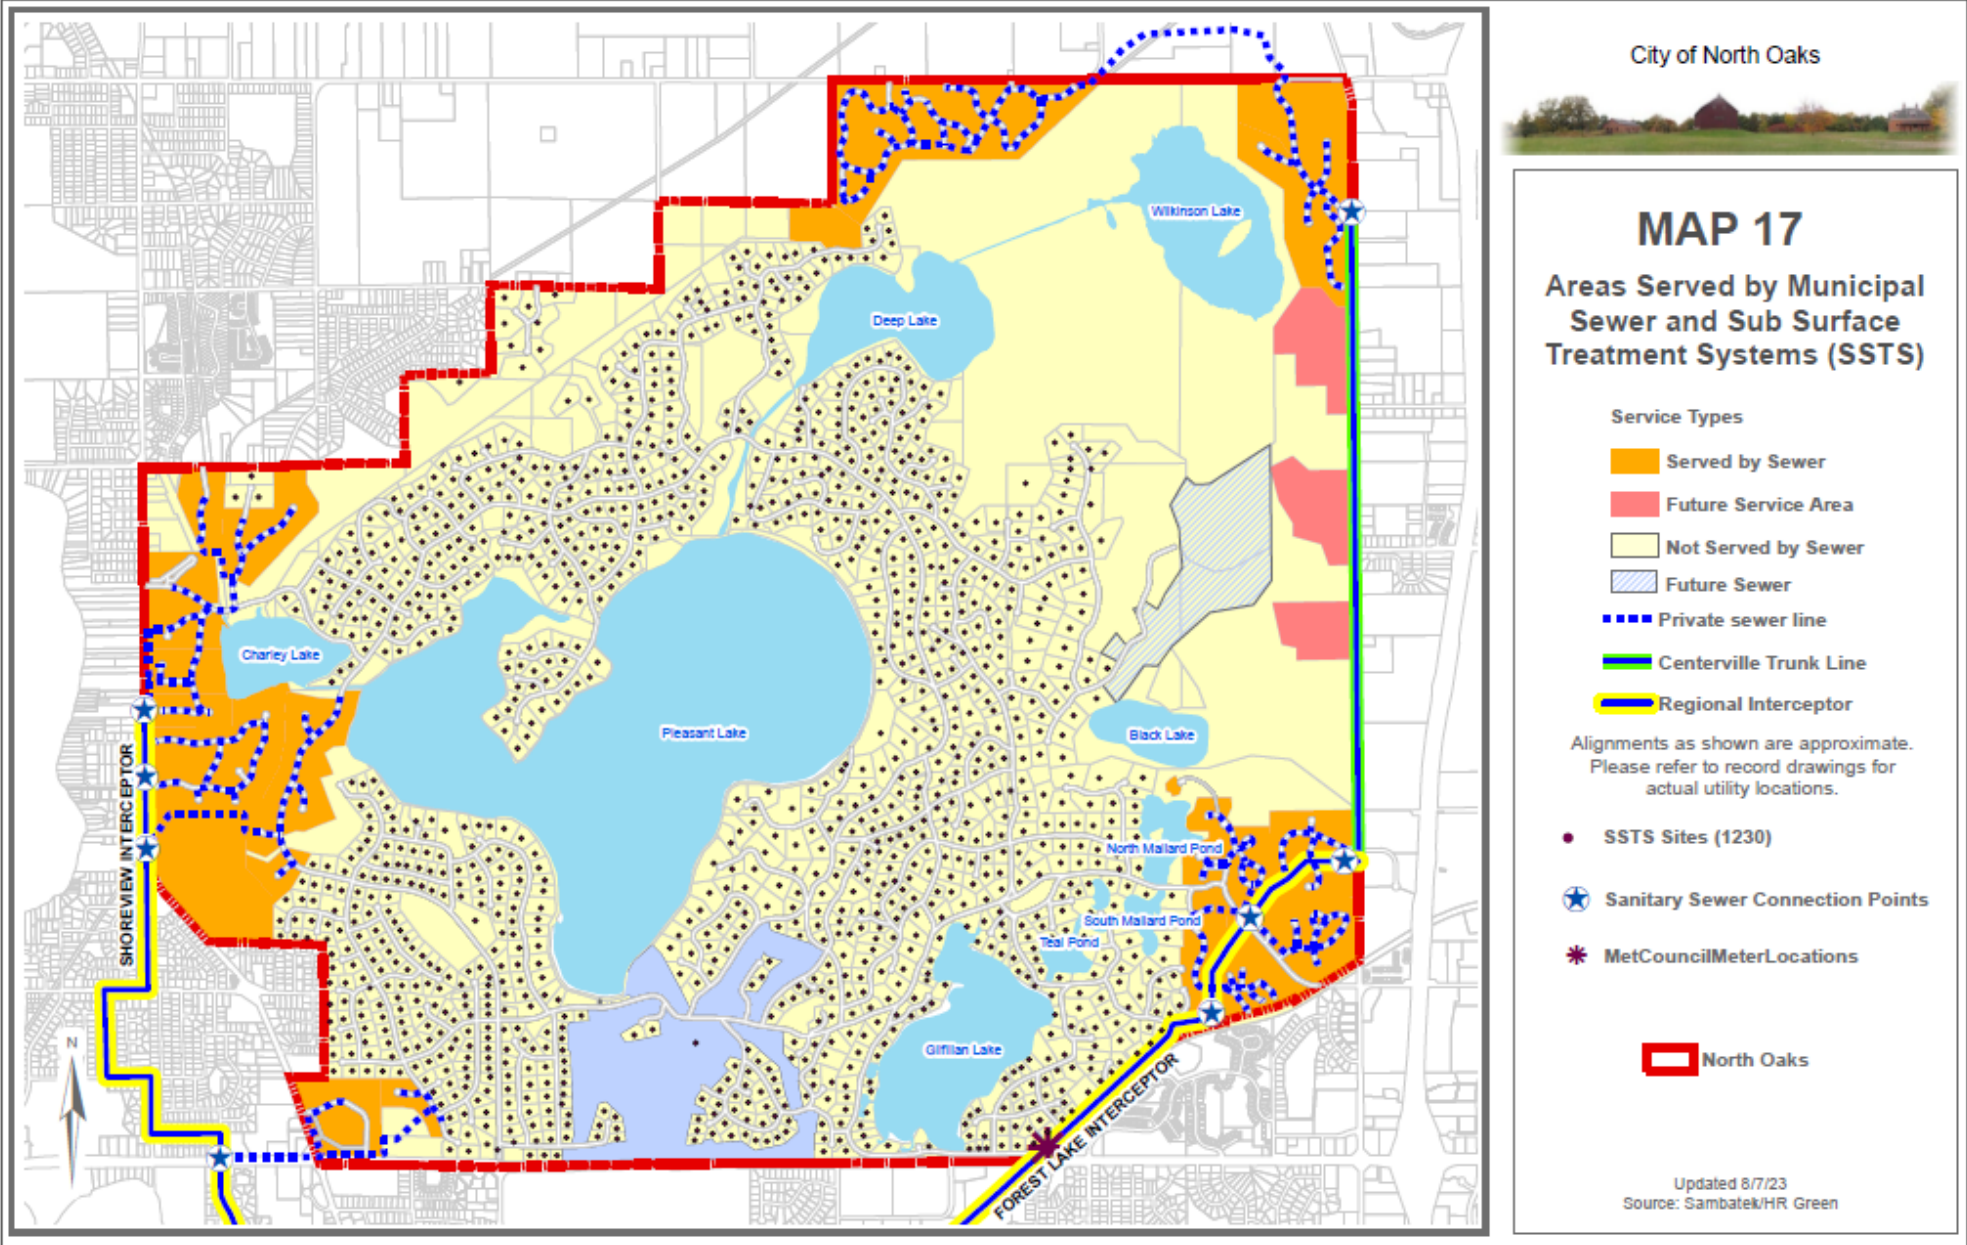 City of North Oaks
MAP 17
Areas Served by Municipal
Sewer and Sub Surface
Treatment Systems (SSTS)
Service Types
Served by Sewer
Future Service Area
Not Served by Sewer
Future Sewer
Private sewer line
Centerville Trunk Line
Regional Interceptor
Alignments as shown are approximate.
Please refer to record drawings for
actual utility locations.
SSTS Sites (1230)
Sanitary Sewer Connection Points
MetCouncilMeterLocations
North Oaks
Updated 8/7/23
Source: Sambatek/HR Green
Wilkinson Lake
Deep Lake
Charley Lake
Pleasant Lake
Black Lake
North Mallard Pond
South Mallard Pond
Teal Pond
Gilfillan Lake
SHOREVIEW INTERCEPTOR
FOREST LAKE INTERCEPTOR
N